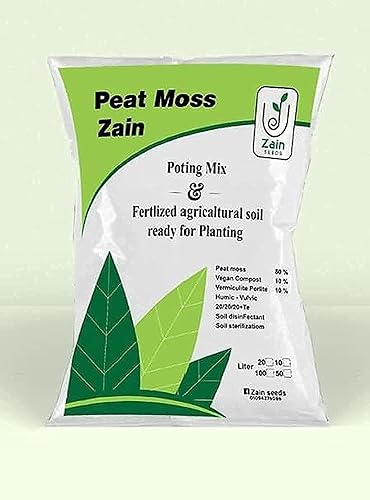 Peat Moss
Zain
Zain
SEEDS
Poting Mix
&
Fertlized agricaltural soil
ready for Planting
Peat moss 80 %
Vegan Compost 10 %
Vermiculite Perlite 10 %
Humic - Vulvic
20/20/20+Te
Soil disinFectant
Soil sterilizatiom
Liter 20 10
100 50
Zain seeds